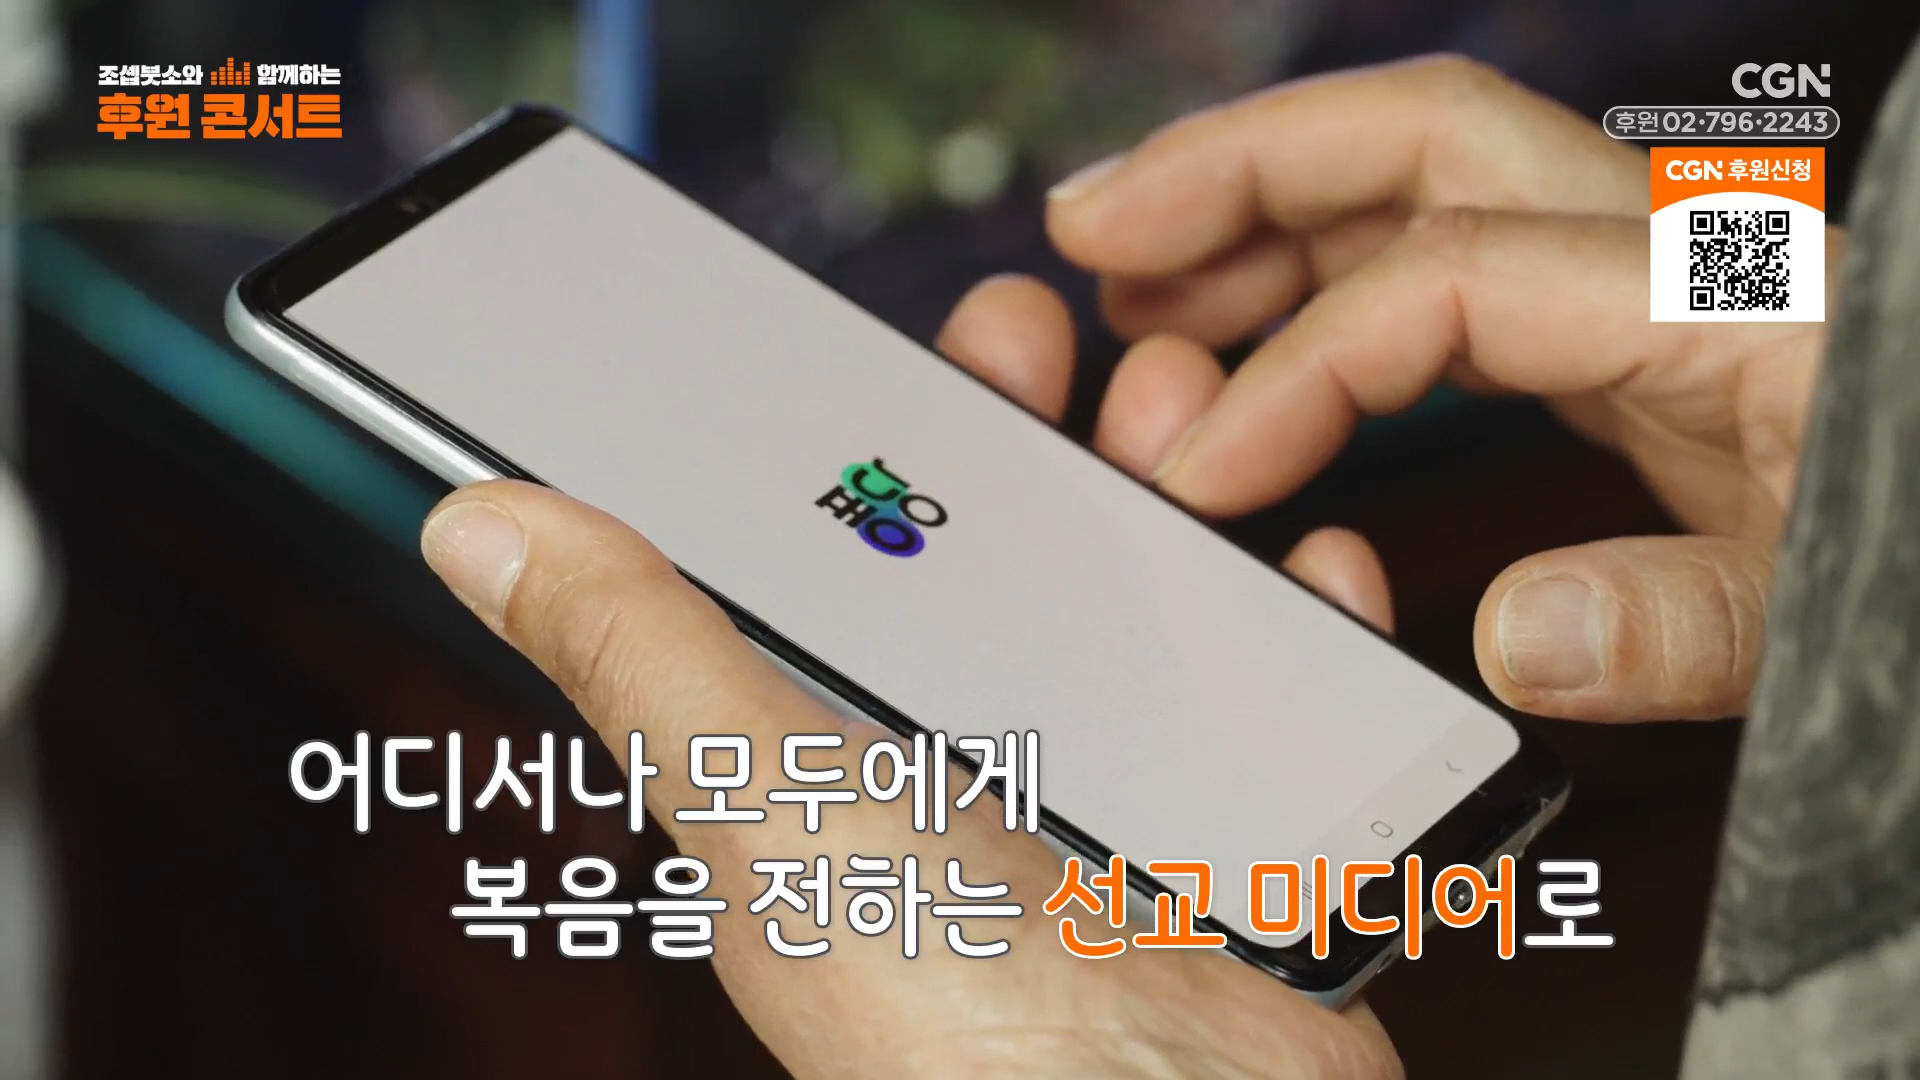 조셉붓소와 함께하는
후원 콘서트
CGN
후원 02·796·2243
CGN 후원신청
어디서나 모두에게
복음을 전하는 선교 미디어로